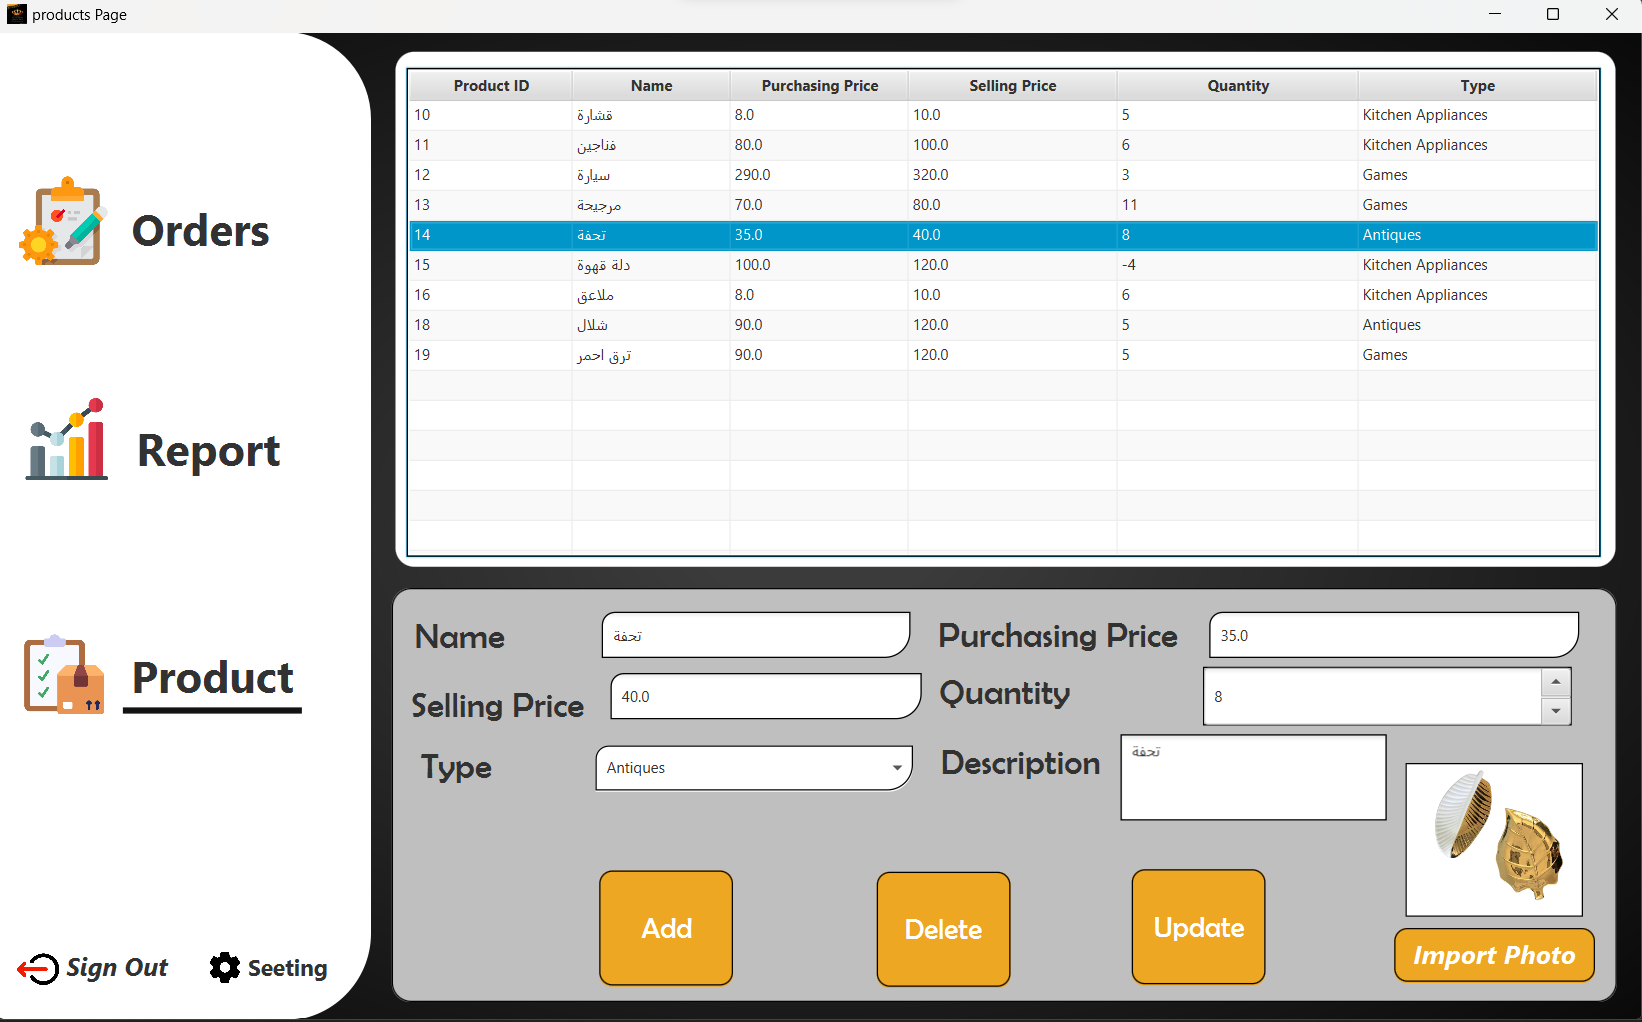 products Page
Orders
Report
Product
Sign Out
Seeting
Product ID Name Purchasing Price Selling Price Quantity Type
10 قشارة 8.0 10.0 5 Kitchen Appliances
11 فناجين 80.0 100.0 6 Kitchen Appliances
12 سيارة 290.0 320.0 3 Games
13 مرجيحة 70.0 80.0 11 Games
14 تحفة 35.0 40.0 8 Antiques
15 دلة قهوة 100.0 120.0 -4 Kitchen Appliances
16 ملاعق 8.0 10.0 6 Kitchen Appliances
18 شلال 90.0 120.0 5 Antiques
19 ترق احمر 90.0 120.0 5 Games
Name تحفة Purchasing Price 35.0
Selling Price 40.0 Quantity 8
Type Antiques Description تحفة
Add Delete Update Import Photo